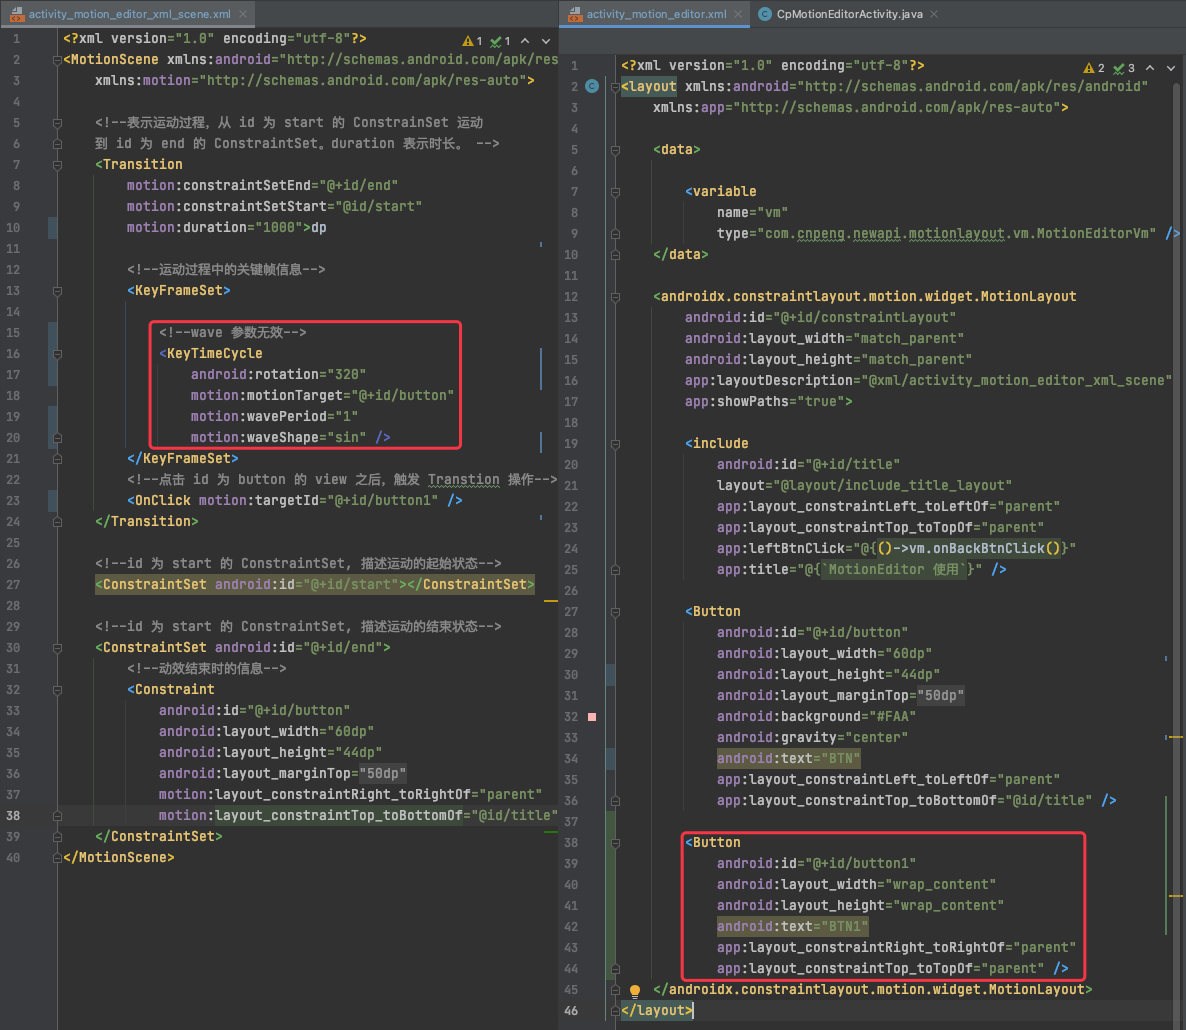 activity_motion_editor_xml_scene.xml
1 <?xml version="1.0" encoding="utf-8"?>
1 1
2 <MotionScene xmlns:android="http://schemas.android.com/apk/res
3 xmlns:motion="http://schemas.android.com/apk/res-auto">
4
5 <!--表示运动过程，从 id 为 start 的 ConstrainSet 运动
6 到 id 为 end 的 ConstraintSet。duration 表示时长。 -->
7 <Transition
8 motion:constraintSetEnd="@+id/end"
9 motion:constraintSetStart="@id/start"
10 motion:duration="1000">dp
11
12 <!--运动过程中的关键帧信息-->
13 <KeyFrameSet>
14
15 <!--wave 参数无效-->
16 <KeyTimeCycle
17 android:rotation="320"
18 motion:motionTarget="@+id/button"
19 motion:wavePeriod="1"
20 motion:waveShape="sin" />
21 </KeyFrameSet>
22 <!--点击 id 为 button 的 view 之后，触发 Transtion 操作-->
23 <OnClick motion:targetId="@+id/button1" />
24 </Transition>
25
26 <!--id 为 start 的 ConstraintSet, 描述运动的起始状态-->
27 <ConstraintSet android:id="@+id/start"></ConstraintSet>
28
29 <!--id 为 start 的 ConstraintSet, 描述运动的结束状态-->
30 <ConstraintSet android:id="@+id/end">
31 <!--动效结束时的信息-->
32 <Constraint
33 android:id="@+id/button"
34 android:layout_width="60dp"
35 android:layout_height="44dp"
36 android:layout_marginTop="50dp"
37 motion:layout_constraintRight_toRightOf="parent"
38 motion:layout_constraintTop_toBottomOf="@id/title"
39 </ConstraintSet>
40 </MotionScene>
activity_motion_editor.xml
CpMotionEditorActivity.java
1 <?xml version="1.0" encoding="utf-8"?>
2 3
2 <layout xmlns:android="http://schemas.android.com/apk/res/android"
3 xmlns:app="http://schemas.android.com/apk/res-auto">
4
5 <data>
6
7 <variable
8 name="vm"
9 type="com.cnpeng.newapi.motionlayout.vm.MotionEditorVm" />
10 </data>
11
12 <androidx.constraintlayout.motion.widget.MotionLayout
13 android:id="@+id/constraintLayout"
14 android:layout_width="match_parent"
15 android:layout_height="match_parent"
16 app:layoutDescription="@xml/activity_motion_editor_xml_scene"
17 app:showPaths="true">
18
19 <include
20 android:id="@+id/title"
21 layout="@layout/include_title_layout"
22 app:layout_constraintLeft_toLeftOf="parent"
23 app:layout_constraintTop_toTopOf="parent"
24 app:leftBtnClick="@{()->vm.onBackBtnClick()}"
25 app:title="@{`MotionEditor 使用`}" />
26
27 <Button
28 android:id="@+id/button"
29 android:layout_width="60dp"
30 android:layout_height="44dp"
31 android:layout_marginTop="50dp"
32 android:background="#FAA"
33 android:gravity="center"
34 android:text="BTN"
35 app:layout_constraintLeft_toLeftOf="parent"
36 app:layout_constraintTop_toBottomOf="@id/title" />
37
38 <Button
39 android:id="@+id/button1"
40 android:layout_width="wrap_content"
41 android:layout_height="wrap_content"
42 android:text="BTN1"
43 app:layout_constraintRight_toRightOf="parent"
44 app:layout_constraintTop_toTopOf="parent" />
45 </androidx.constraintlayout.motion.widget.MotionLayout>
46 </layout>